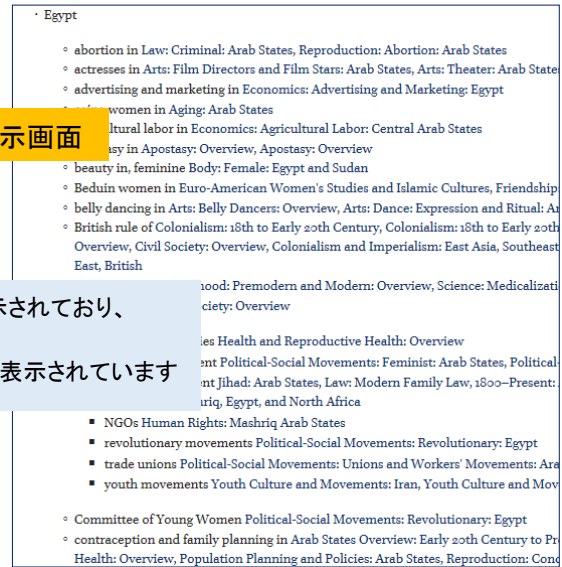 · Egypt
◦ abortion in Law: Criminal: Arab States, Reproduction: Abortion: Arab States
◦ actresses in Arts: Film Directors and Film Stars: Arab States, Arts: Theater: Arab State
◦ advertising and marketing in Economics: Advertising and Marketing: Egypt
women in Aging: Arab States
示画面
labor in Economics: Agricultural Labor: Central Arab States
in Apostasy: Overview, Apostasy: Overview
◦ beauty in, feminine Body: Female: Egypt and Sudan
◦ Beduin women in Euro-American Women's Studies and Islamic Cultures, Friendship
◦ belly dancing in Arts: Belly Dancers: Overview, Arts: Dance: Expression and Ritual: Ar
◦ British rule of Colonialism: 18th to Early 20th Century, Colonialism: 18th to Early 20th
Overview, Civil Society: Overview, Colonialism and Imperialism: East Asia, Southeast
East, British
hood: Premodern and Modern: Overview, Science: Medicalizati
示されており、
ciety: Overview
ies Health and Reproductive Health: Overview
ent Political-Social Movements: Feminist: Arab States, Political-
表示されています
nt Jihad: Arab States, Law: Modern Family Law, 1800–Present:
hriq, Egypt, and North Africa
▪ NGOs Human Rights: Mashriq Arab States
▪ revolutionary movements Political-Social Movements: Revolutionary: Egypt
▪ trade unions Political-Social Movements: Unions and Workers' Movements: Ara
▪ youth movements Youth Culture and Movements: Iran, Youth Culture and Mov
◦ Committee of Young Women Political-Social Movements: Revolutionary: Egypt
◦ contraception and family planning in Arab States Overview: Early 20th Century to Pr
Health: Overview, Population Planning and Policies: Arab States, Reproduction: Conc